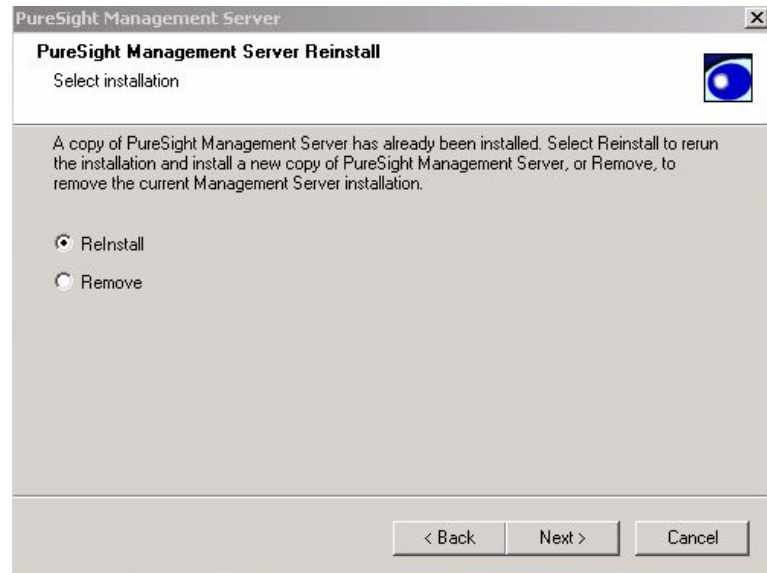 PureSight Management Server
PureSight Management Server Reinstall
Select installation
A copy of PureSight Management Server has already been installed. Select Reinstall to rerun
the installation and install a new copy of PureSight Management Server, or Remove, to
remove the current Management Server installation.
ReInstall
Remove
< Back Next > Cancel